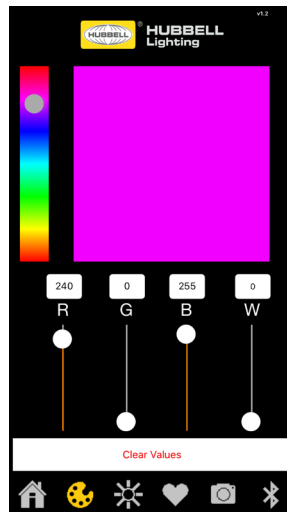 v1.2
HUBBELL
HUBBELL
Lighting
240 0 255 0
R G B W
Clear Values